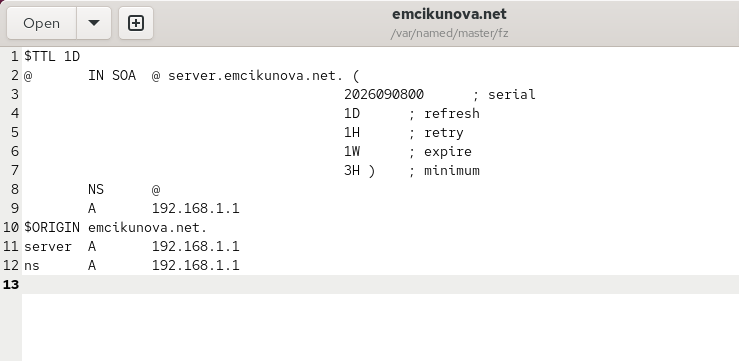 Open
emcikunova.net
/var/named/master/fz
1 $TTL 1D
2 @       IN SOA  @ server.emcikunova.net. (
3                                         2026090800      ; serial
4                                         1D      ; refresh
5                                         1H      ; retry
6                                         1W      ; expire
7                                         3H )    ; minimum
8         NS      @
9         A       192.168.1.1
10 $ORIGIN emcikunova.net.
11 server  A       192.168.1.1
12 ns      A       192.168.1.1
13